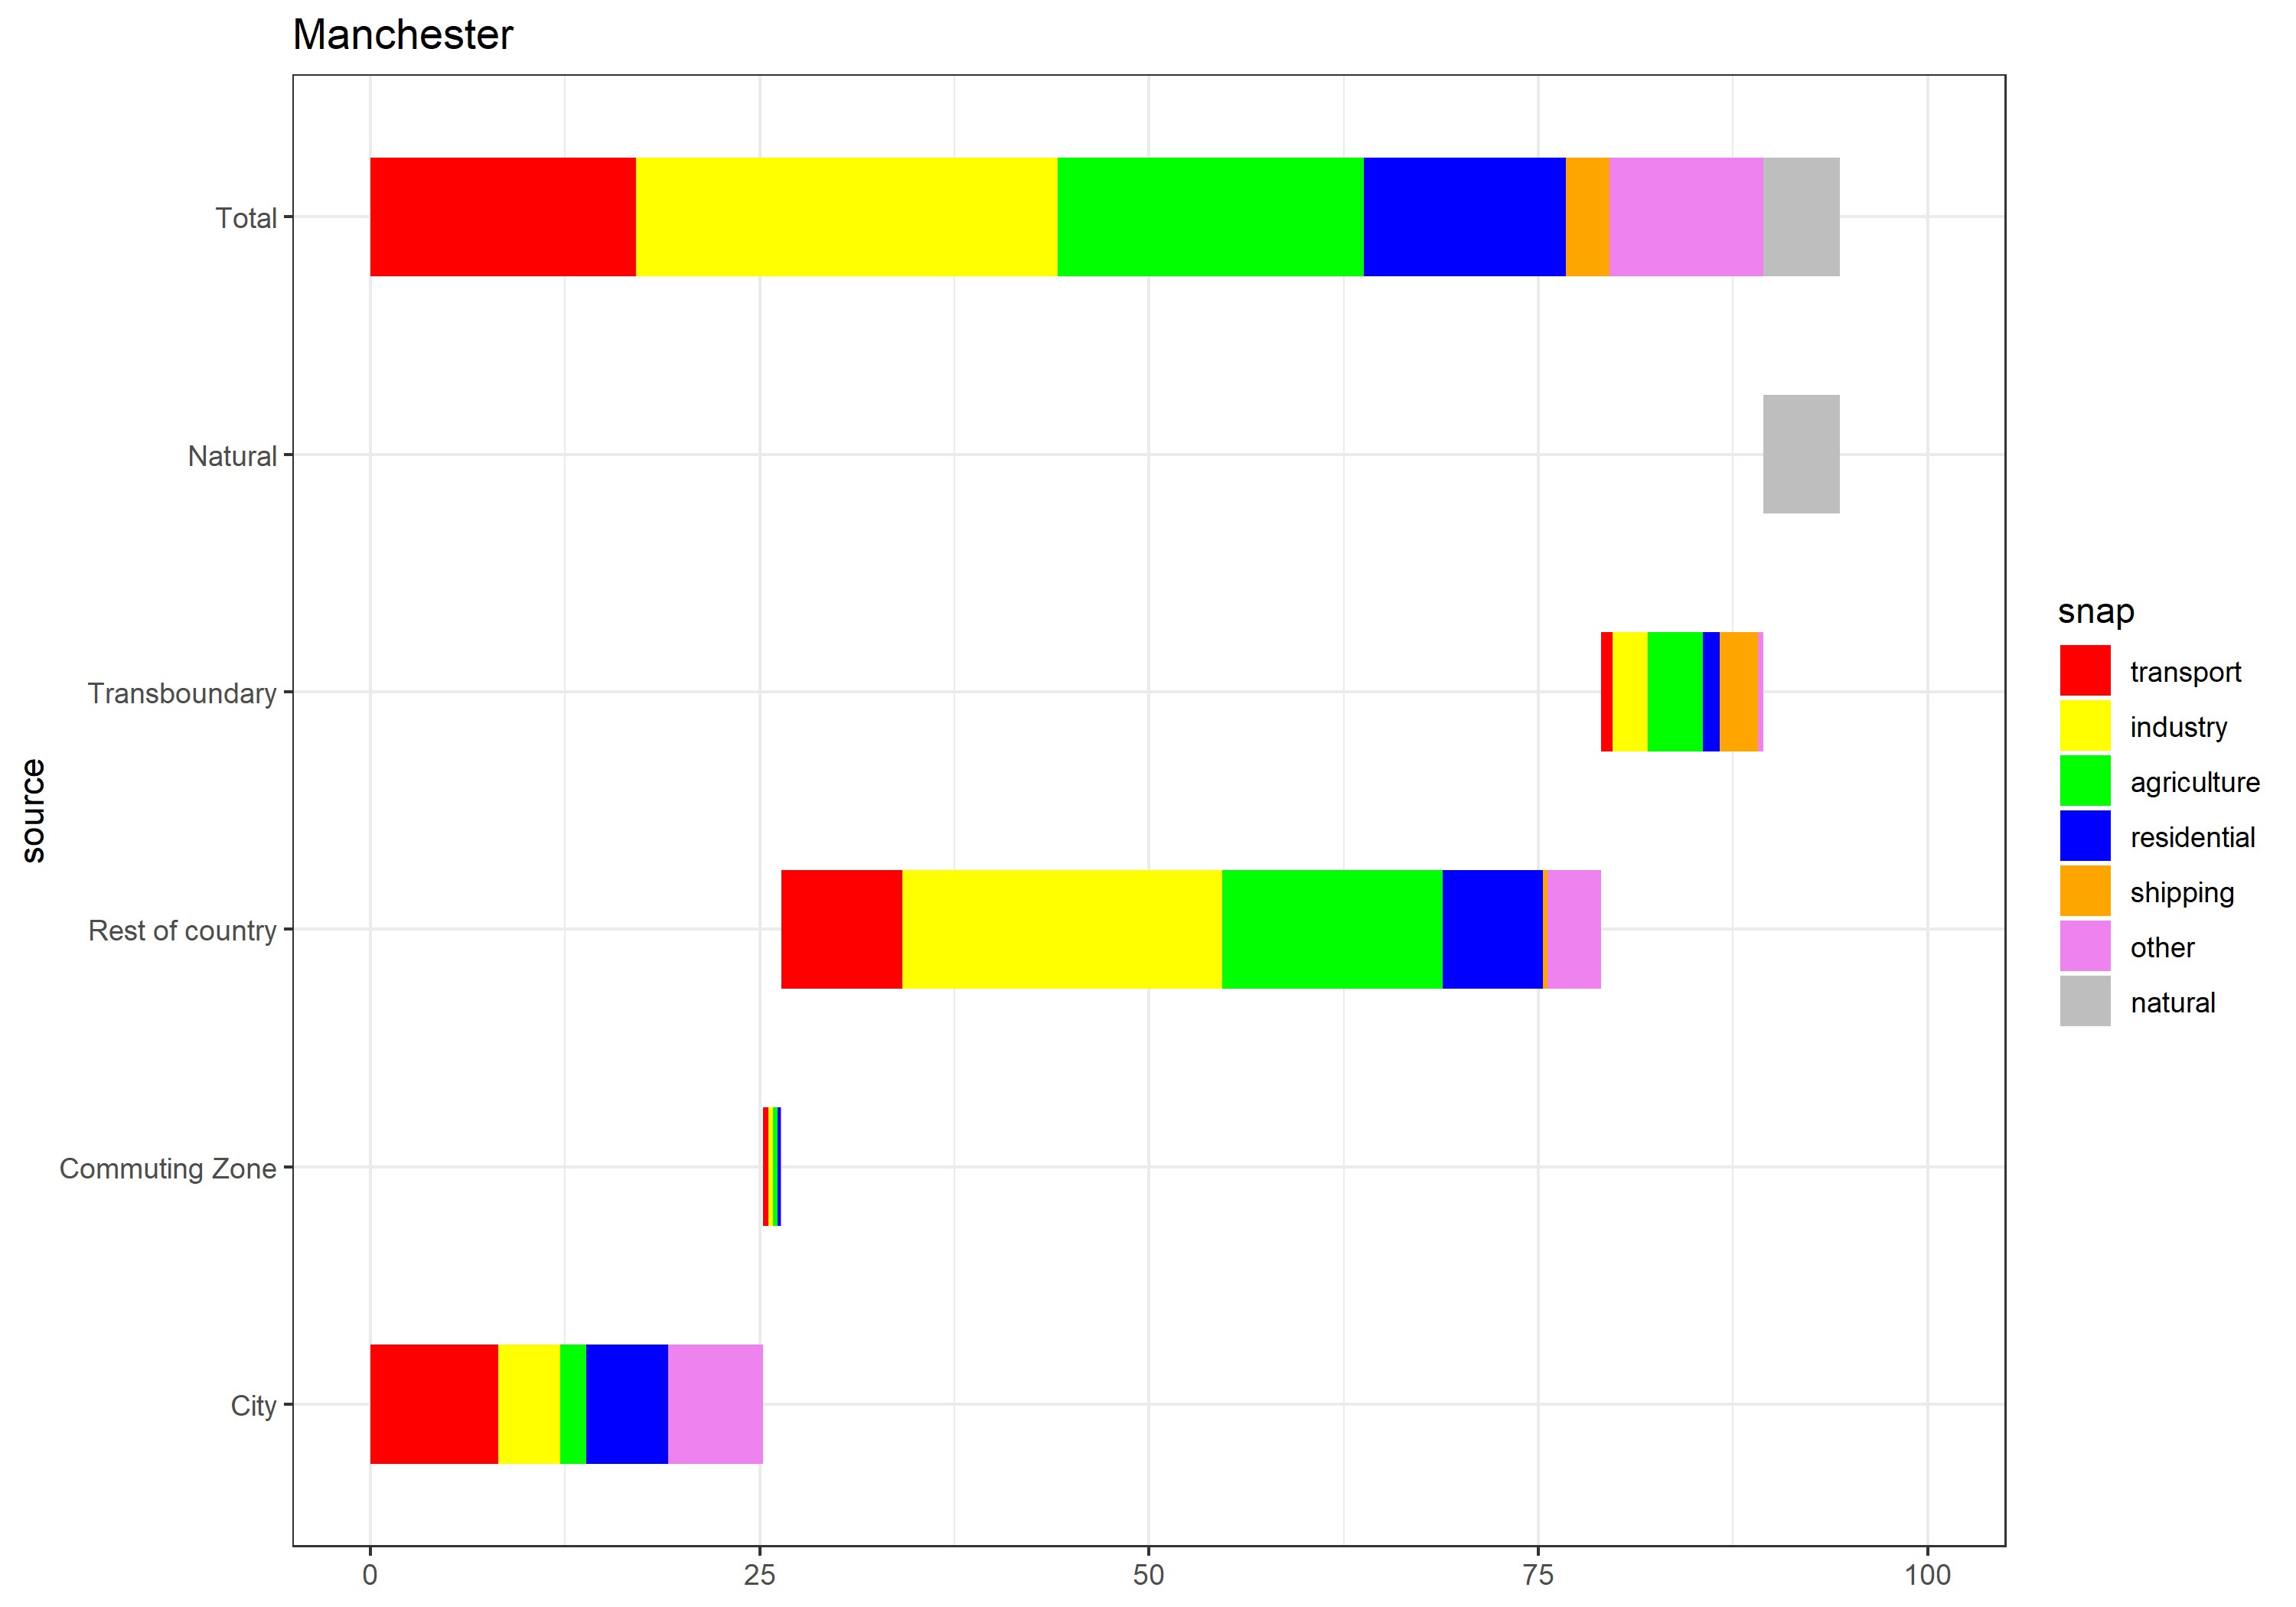 Manchester
Total
Natural
Transboundary
Rest of country
Commuting Zone
City
source
0 25 50 75 100
snap
transport
industry
agriculture
residential
shipping
other
natural